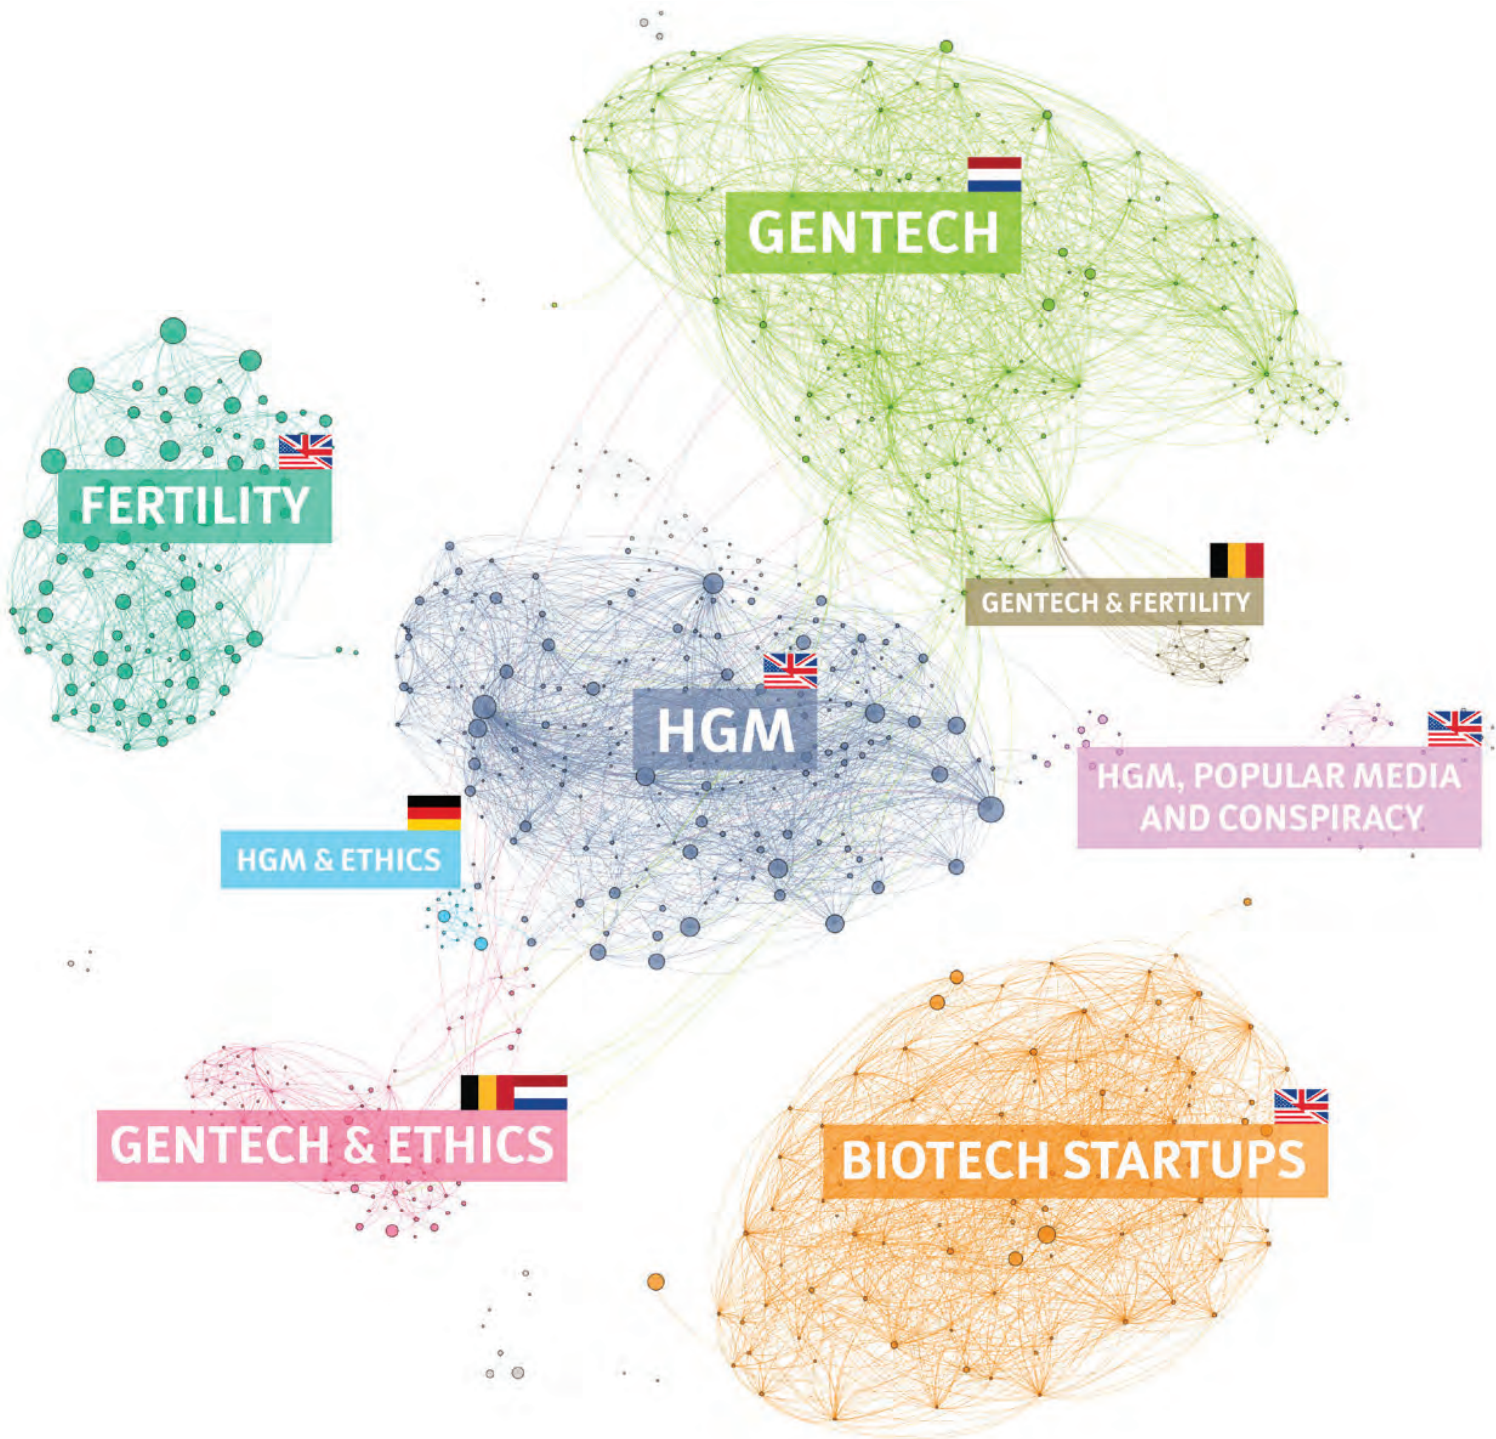 GENTECH
FERTILITY
GENTECH & FERTILITY
HGM
HGM, POPULAR MEDIA
AND CONSPIRACY
HGM & ETHICS
GENTECH & ETHICS
BIOTECH STARTUPS